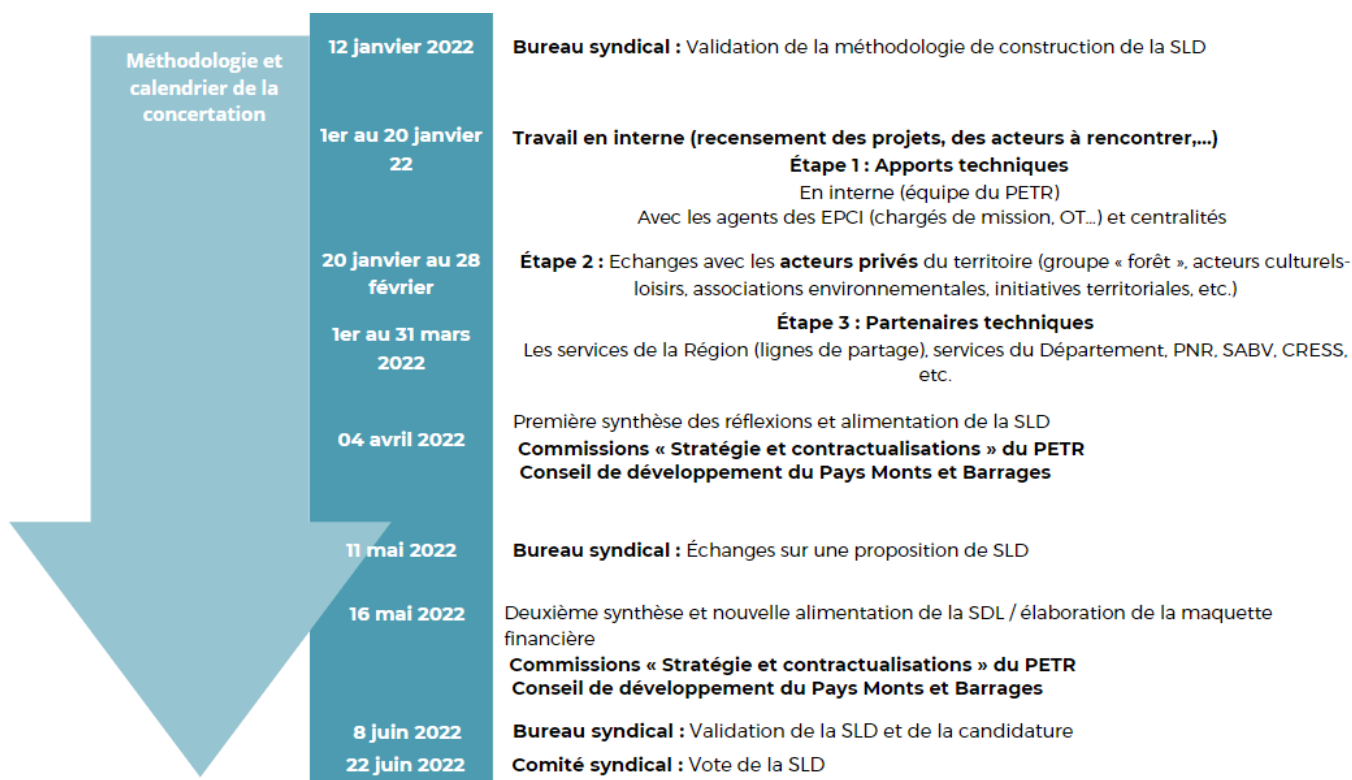 Méthodologie et
calendrier de la
concertation
12 janvier 2022
Bureau syndical : Validation de la méthodologie de construction de la SLD
1er au 20 janvier
22
Travail en interne (recensement des projets, des acteurs à rencontrer,...)
Étape 1 : Apports techniques
En interne (équipe du PETR)
Avec les agents des EPCI (chargés de mission, OT...) et centralités
20 janvier au 28
février
Étape 2 : Echanges avec les acteurs privés du territoire (groupe « forêt », acteurs culturels-
loisirs, associations environnementales, initiatives territoriales, etc.)
1er au 31 mars
2022
Étape 3 : Partenaires techniques
Les services de la Région (lignes de partage), services du Département, PNR, SABV, CRESS,
etc.
04 avril 2022
Première synthèse des réflexions et alimentation de la SLD
Commissions « Stratégie et contractualisations » du PETR
Conseil de développement du Pays Monts et Barrages
11 mai 2022
Bureau syndical : Échanges sur une proposition de SLD
16 mai 2022
Deuxième synthèse et nouvelle alimentation de la SDL / élaboration de la maquette
financière
Commissions « Stratégie et contractualisations » du PETR
Conseil de développement du Pays Monts et Barrages
8 juin 2022
Bureau syndical : Validation de la SLD et de la candidature
22 juin 2022
Comité syndical : Vote de la SLD